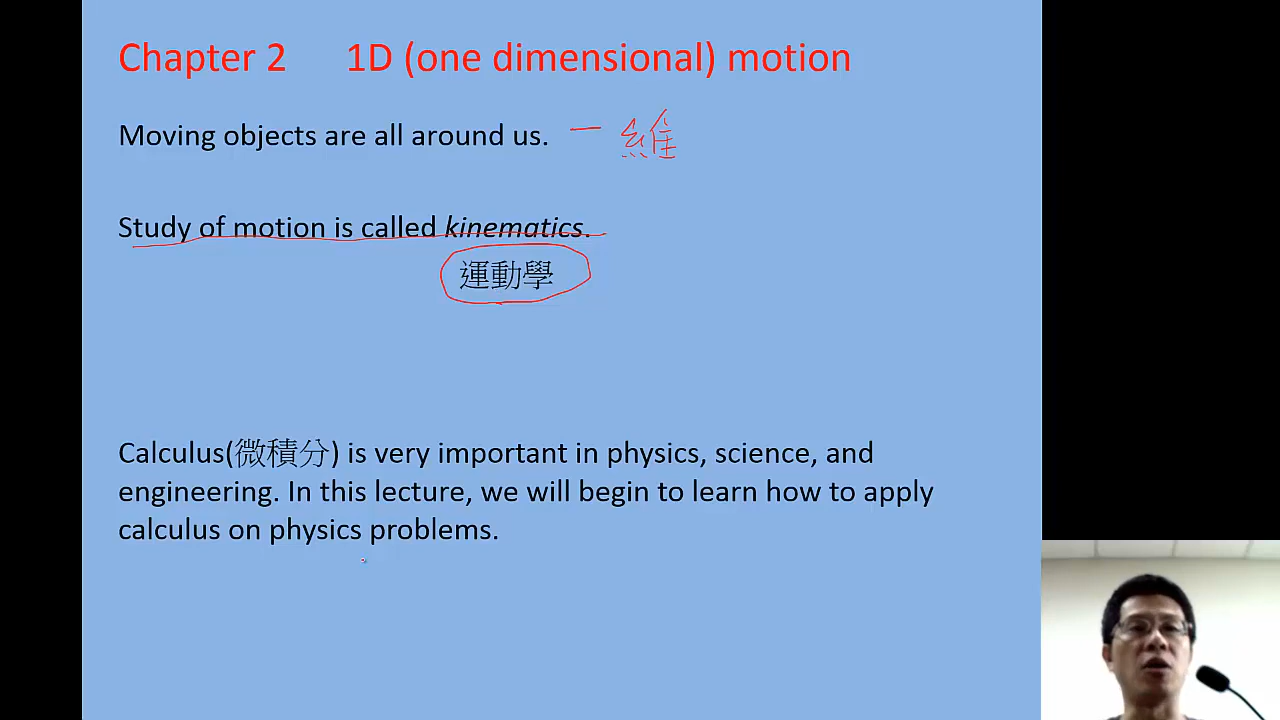 Chapter 2 1D (one dimensional) motion
Moving objects are all around us. 一維
Study of motion is called kinematics.
運動學
Calculus(微積分) is very important in physics, science, and
engineering. In this lecture, we will begin to learn how to apply
calculus on physics problems.